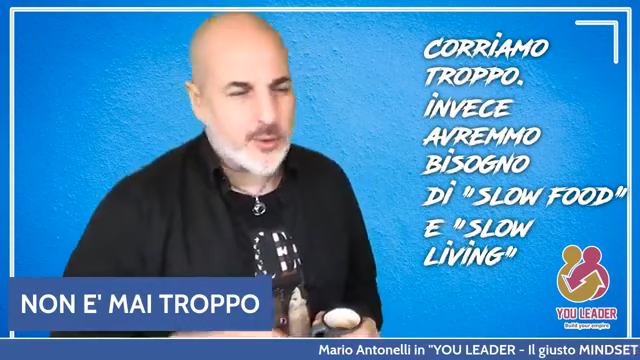 CORRIAMO
TROPPO.
INVECE
AVREMMO
BISOGNO
DI "SLOW FOOD"
E "SLOW
LIVING"
YOU LEADER
Build your empire
NON E' MAI TROPPO
Mario Antonelli in "YOU LEADER - Il giusto MINDSET